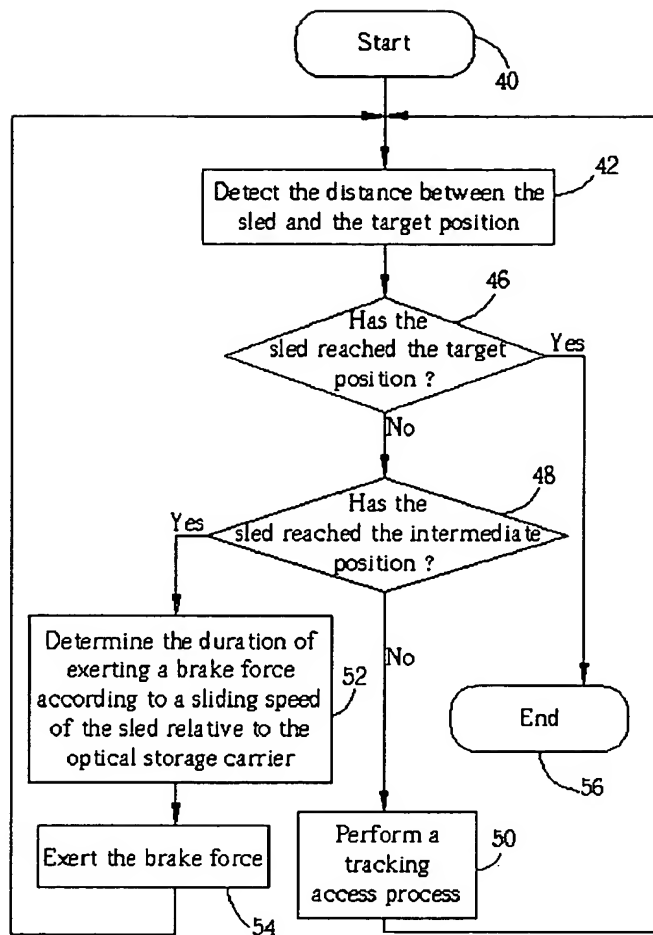 Start
40
42
Detect the distance between the
sled and the target position
46
Has the
sled reached the target
position ?
Yes
No
48
Has the
sled reached the intermediate
position ?
Yes
No
Determine the duration of
exerting a brake force
according to a sliding speed
of the sled relative to the
optical storage carrier
52
End
56
Exert the brake force
54
Perform a
tracking
access process
50